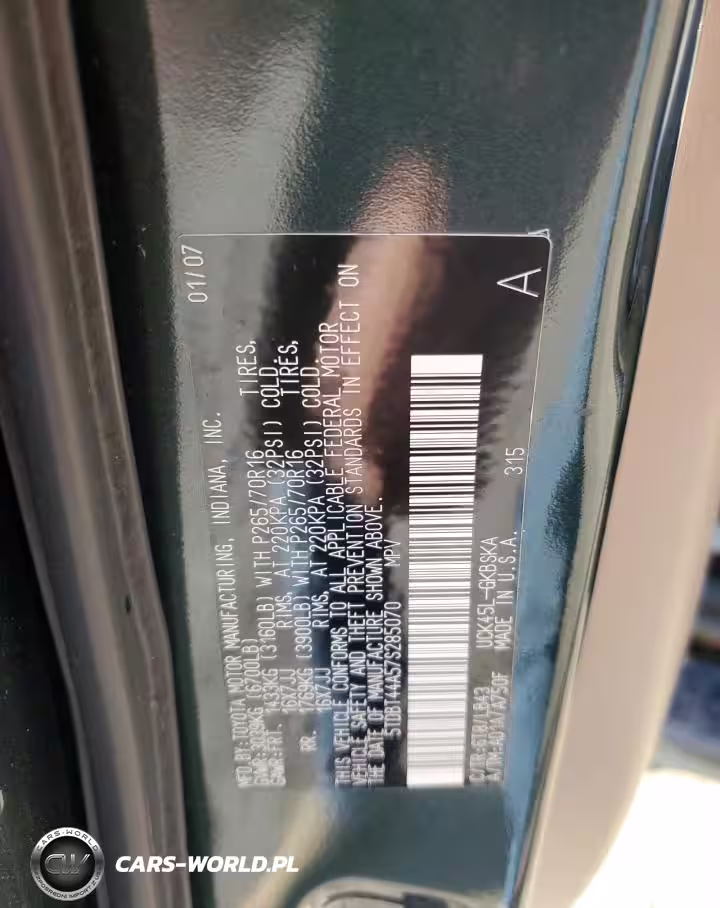 MFD.BY:TOYOTA MOTOR MANUFACTURING, INDIANA, INC. 01/07
GVWR:3039KG (6700LB)
GAWR:FRT. 1433KG (3160LB) WITH P265/70R16 TIRES,
16X7JJ RIMS, AT 220KPA (32PSI) COLD.
RR. 1769KG (3900LB) WITH P265/70R16 TIRES,
16X7JJ RIMS, AT 220KPA (32PSI) COLD.
THIS VEHICLE CONFORMS TO ALL APPLICABLE FEDERAL MOTOR
VEHICLE SAFETY AND THEFT PREVENTION STANDARDS IN EFFECT ON
THE DATE OF MANUFACTURE SHOWN ABOVE.
5TDBT44A57S285070 MPV
C/TR:6T8/LB43 UCK45L-GKBSKA
A/TM:A01A/A750F MADE IN U.S.A. 315
A
CARS-WORLD
CW
CARS-WORLD.PL